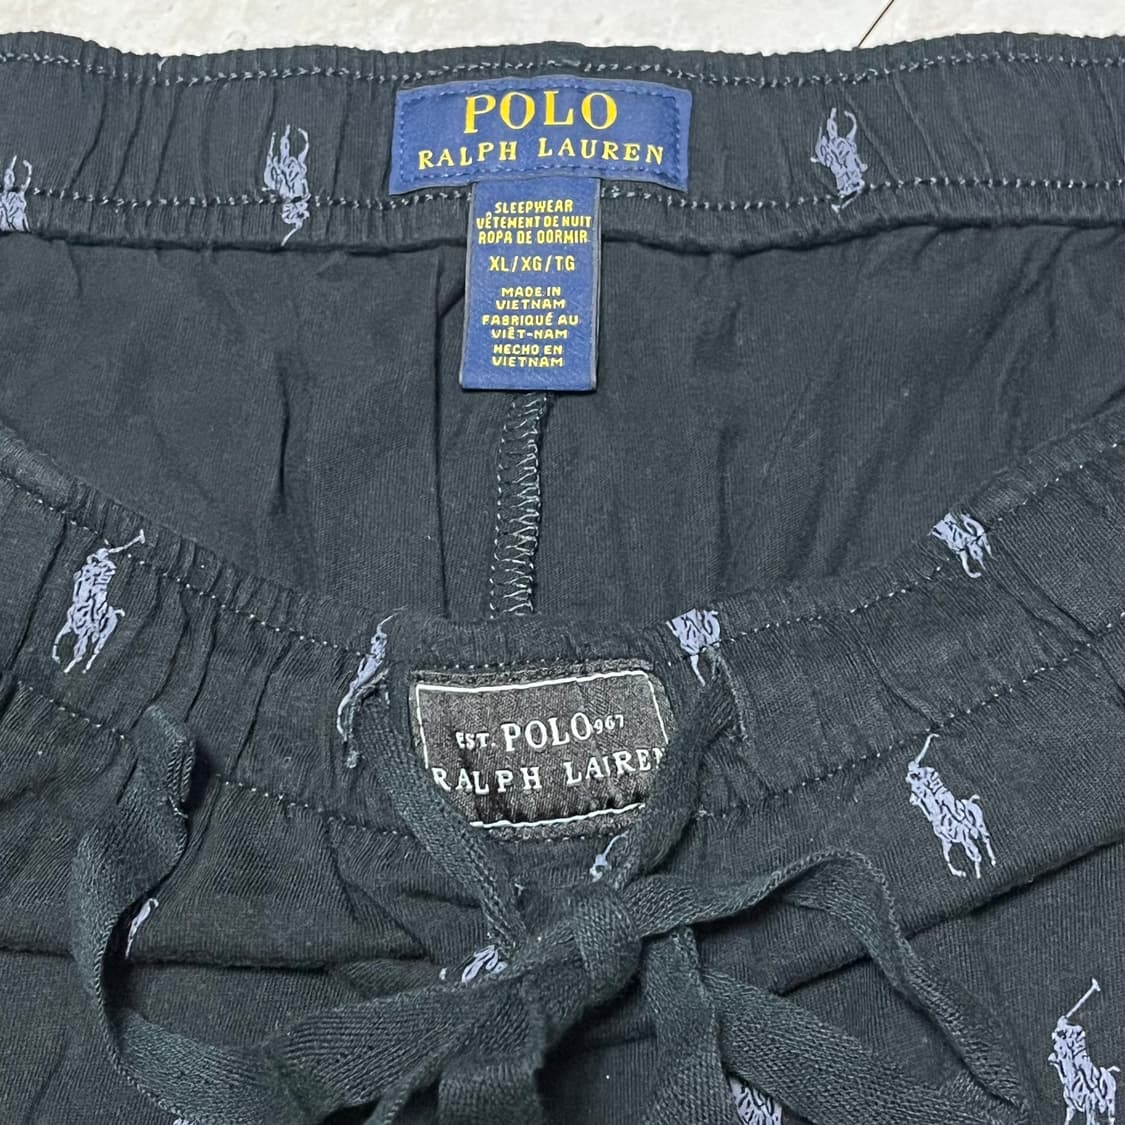 POLO
RALPH LAUREN
SLEEPWEAR
VÊTEMENT DE NUIT
ROPA DE DORMIR
XL/XG/TG
MADE IN
VIETNAM
FABRIQUÉ AU
VIÊT-NAM
HECHO EN
VIETNAM
EST. POLO 1967
RALPH LAUREN